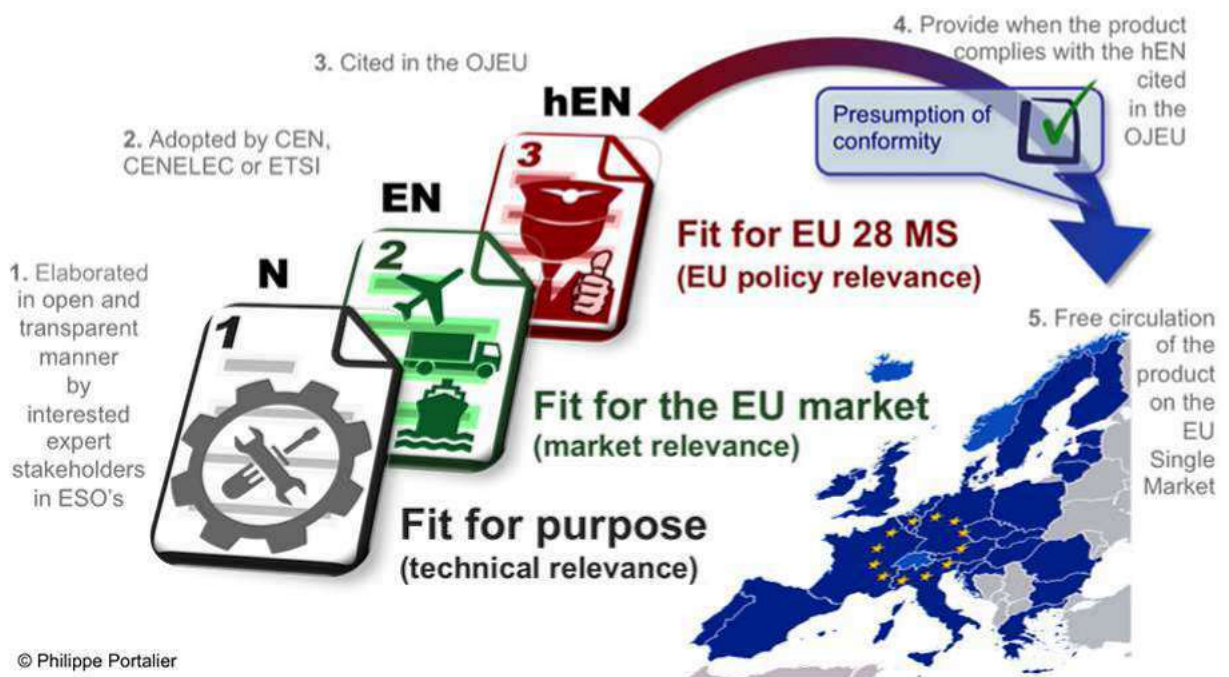 4. Provide when the product
complies with the hEN
cited
in the
OJEU
3. Cited in the OJEU
hEN
Presumption of
conformity
2. Adopted by CEN,
CENELEC or ETSI
3
EN
Fit for EU 28 MS
(EU policy relevance)
2
N
1. Elaborated
in open and
transparent
manner
by
interested
expert
stakeholders
in ESO's
1
5. Free circulation
of the
product
on the
EU
Single
Market
Fit for the EU market
(market relevance)
Fit for purpose
(technical relevance)
© Philippe Portalier